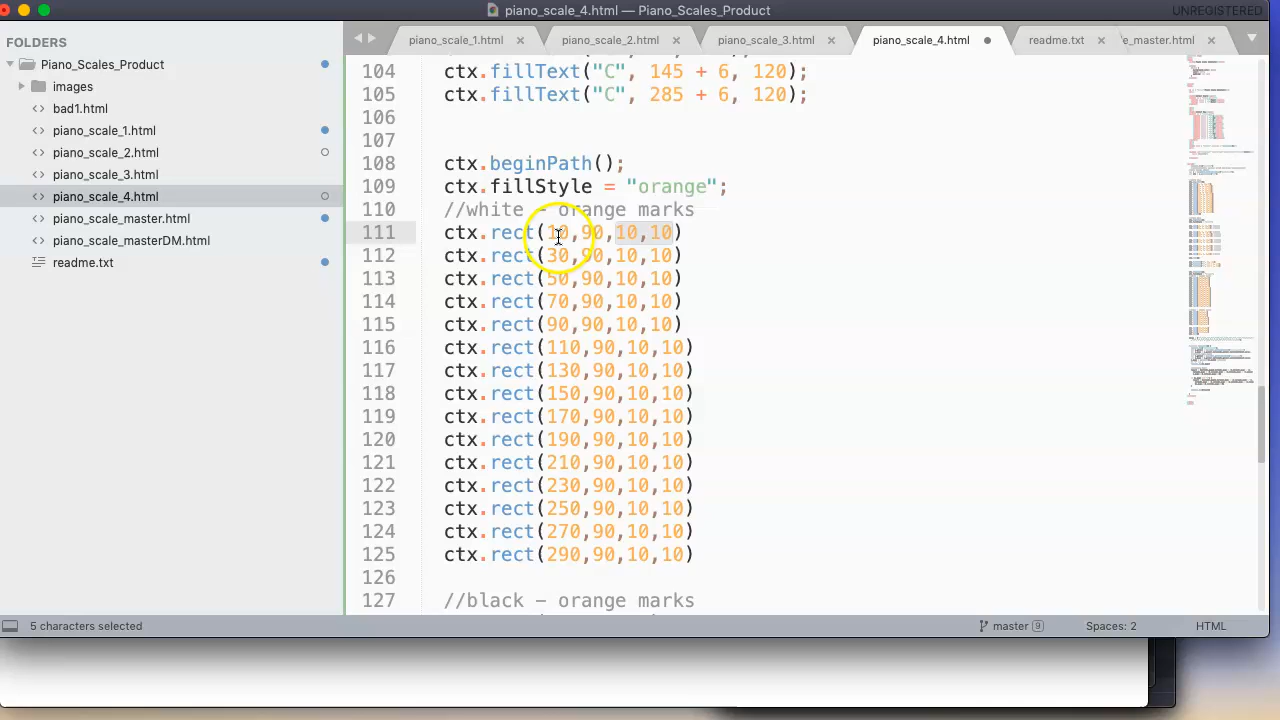 piano_scale_4.html — Piano_Scales_Product
UNREGISTERED
FOLDERS
Piano_Scales_Product
images
bad1.html
piano_scale_1.html
piano_scale_2.html
piano_scale_3.html
piano_scale_4.html
piano_scale_master.html
piano_scale_masterDM.html
readme.txt
piano_scale_1.html
piano_scale_2.html
piano_scale_3.html
piano_scale_4.html
readme.txt
e_master.html
104 ctx.fillText("C", 145 + 6, 120);
105 ctx.fillText("C", 285 + 6, 120);
106
107
108 ctx.beginPath();
109 ctx.fillStyle = "orange";
110 //white - orange marks
111 ctx.rect(10,90,10,10)
112 ctx.rect(30,90,10,10)
113 ctx.rect(50,90,10,10)
114 ctx.rect(70,90,10,10)
115 ctx.rect(90,90,10,10)
116 ctx.rect(110,90,10,10)
117 ctx.rect(130,90,10,10)
118 ctx.rect(150,90,10,10)
119 ctx.rect(170,90,10,10)
120 ctx.rect(190,90,10,10)
121 ctx.rect(210,90,10,10)
122 ctx.rect(230,90,10,10)
123 ctx.rect(250,90,10,10)
124 ctx.rect(270,90,10,10)
125 ctx.rect(290,90,10,10)
126
127 //black - orange marks
5 characters selected
master 9
Spaces: 2
HTML